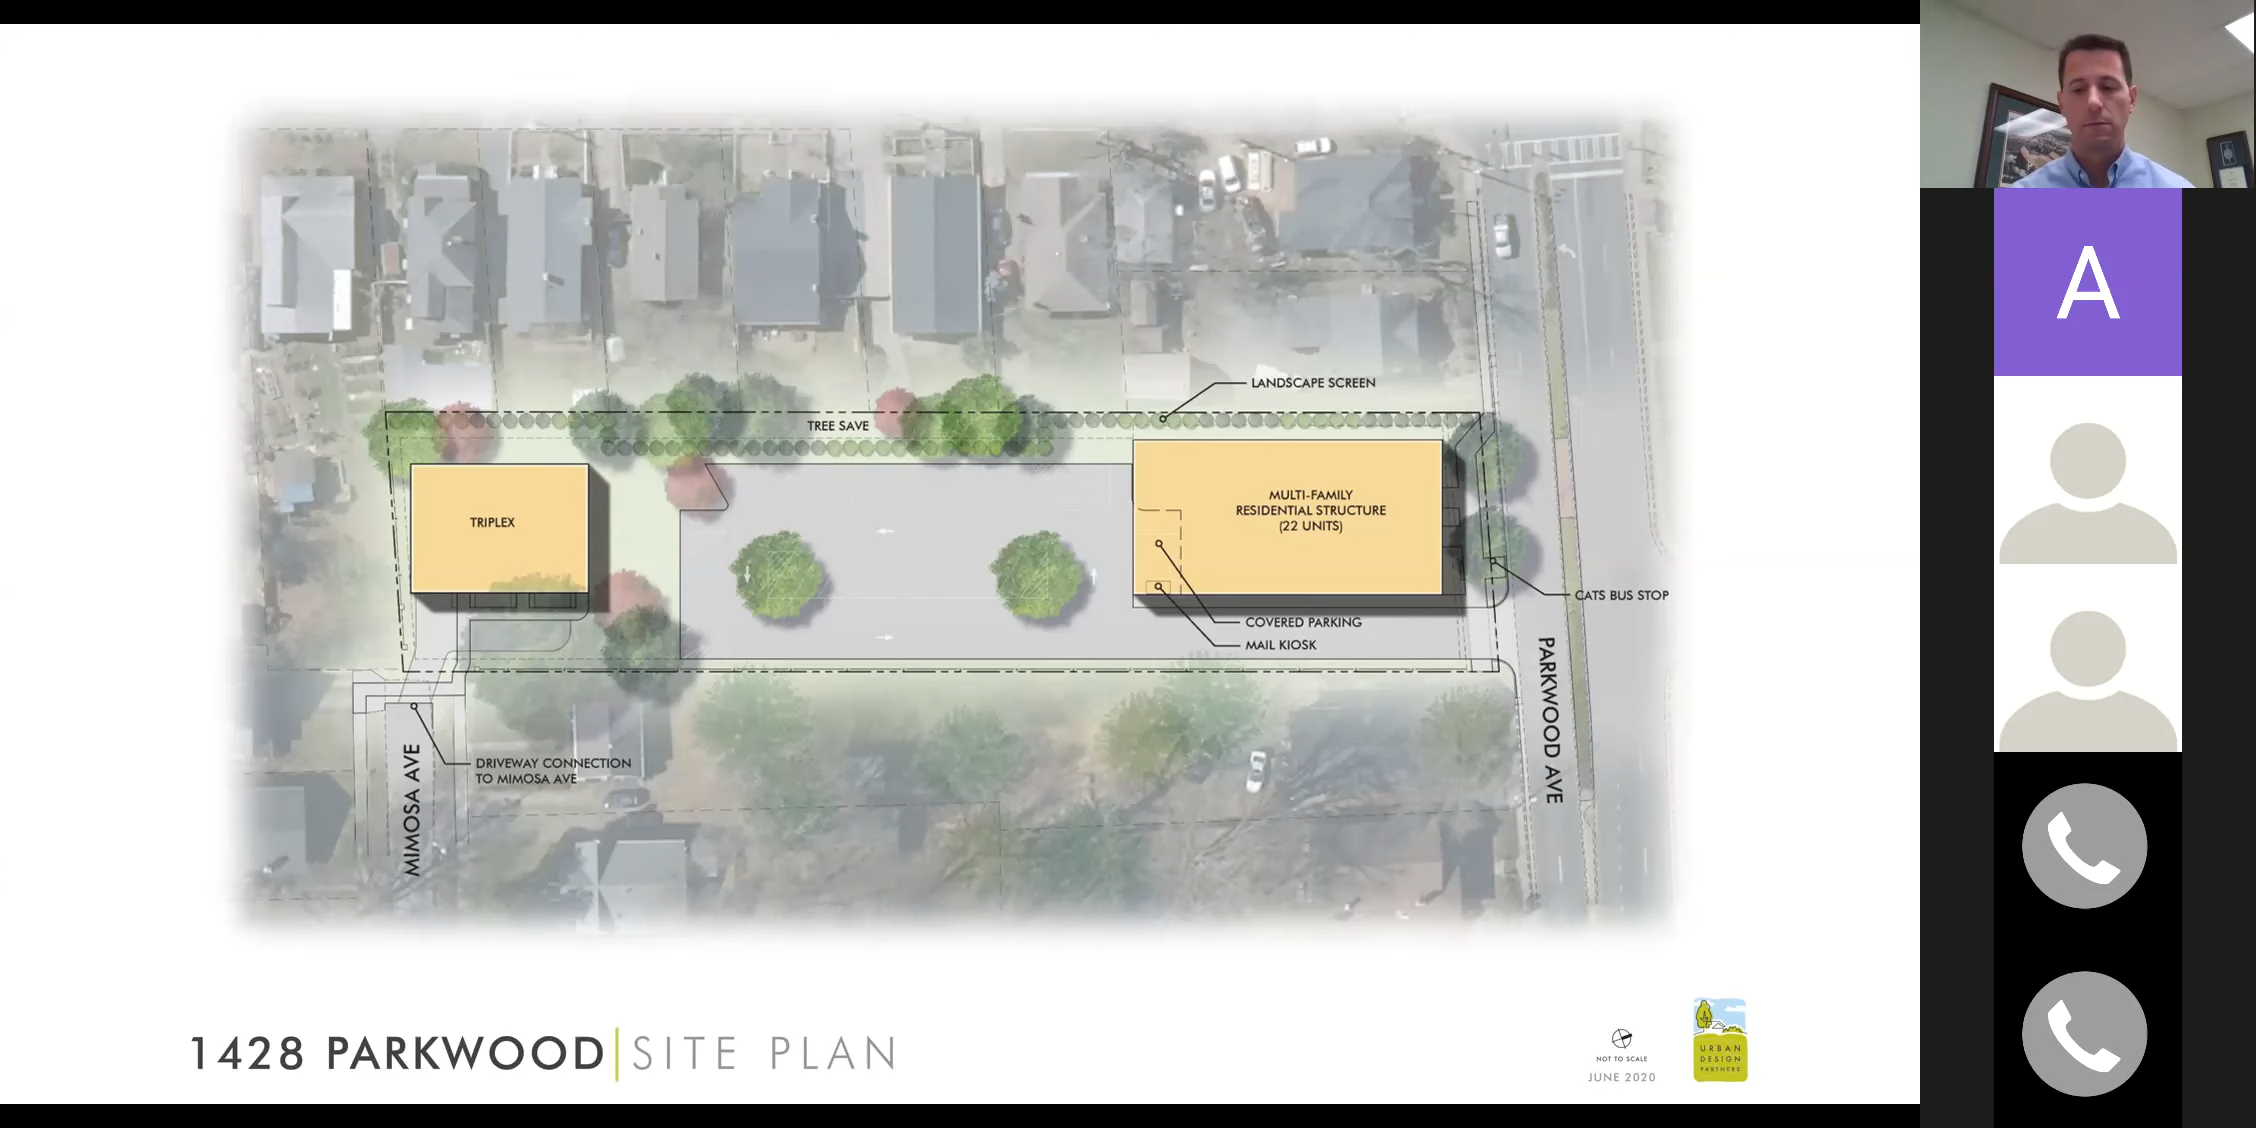 A
LANDSCAPE SCREEN
TREE SAVE
TRIPLEX
MULTI-FAMILY
RESIDENTIAL STRUCTURE
(22 UNITS)
CATS BUS STOP
COVERED PARKING
MAIL KIOSK
PARKWOOD AVE
DRIVEWAY CONNECTION
TO MIMOSA AVE
MIMOSA AVE
1428 PARKWOOD|SITE PLAN
NOT TO SCALE
JUNE 2020
URBAN
DESIGN
PARTNERS